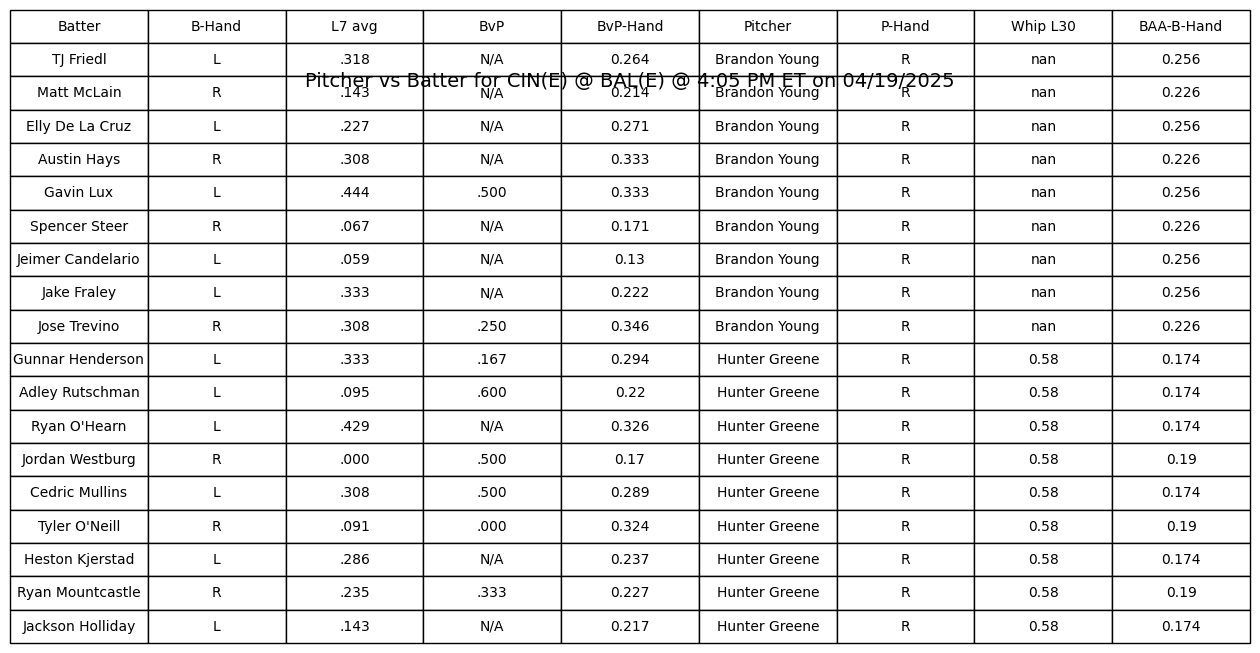 Batter B-Hand L7 avg BvP BvP-Hand Pitcher P-Hand Whip L30 BAA-B-Hand
TJ Friedl L .318 N/A 0.264 Brandon Young R nan 0.256
Pitcher vs Batter for CIN(E) @ BAL(E) @ 4:05 PM ET on 04/19/2025
Matt McLain R .143 N/A 0.214 Brandon Young R nan 0.226
Elly De La Cruz L .227 N/A 0.271 Brandon Young R nan 0.256
Austin Hays R .308 N/A 0.333 Brandon Young R nan 0.226
Gavin Lux L .444 .500 0.333 Brandon Young R nan 0.256
Spencer Steer R .067 N/A 0.171 Brandon Young R nan 0.226
Jeimer Candelario L .059 N/A 0.13 Brandon Young R nan 0.256
Jake Fraley L .333 N/A 0.222 Brandon Young R nan 0.256
Jose Trevino R .308 .250 0.346 Brandon Young R nan 0.226
Gunnar Henderson L .333 .167 0.294 Hunter Greene R 0.58 0.174
Adley Rutschman L .095 .600 0.22 Hunter Greene R 0.58 0.174
Ryan O'Hearn L .429 N/A 0.326 Hunter Greene R 0.58 0.174
Jordan Westburg R .000 .500 0.17 Hunter Greene R 0.58 0.19
Cedric Mullins L .308 .500 0.289 Hunter Greene R 0.58 0.174
Tyler O'Neill R .091 .000 0.324 Hunter Greene R 0.58 0.19
Heston Kjerstad L .286 N/A 0.237 Hunter Greene R 0.58 0.174
Ryan Mountcastle R .235 .333 0.227 Hunter Greene R 0.58 0.19
Jackson Holliday L .143 N/A 0.217 Hunter Greene R 0.58 0.174